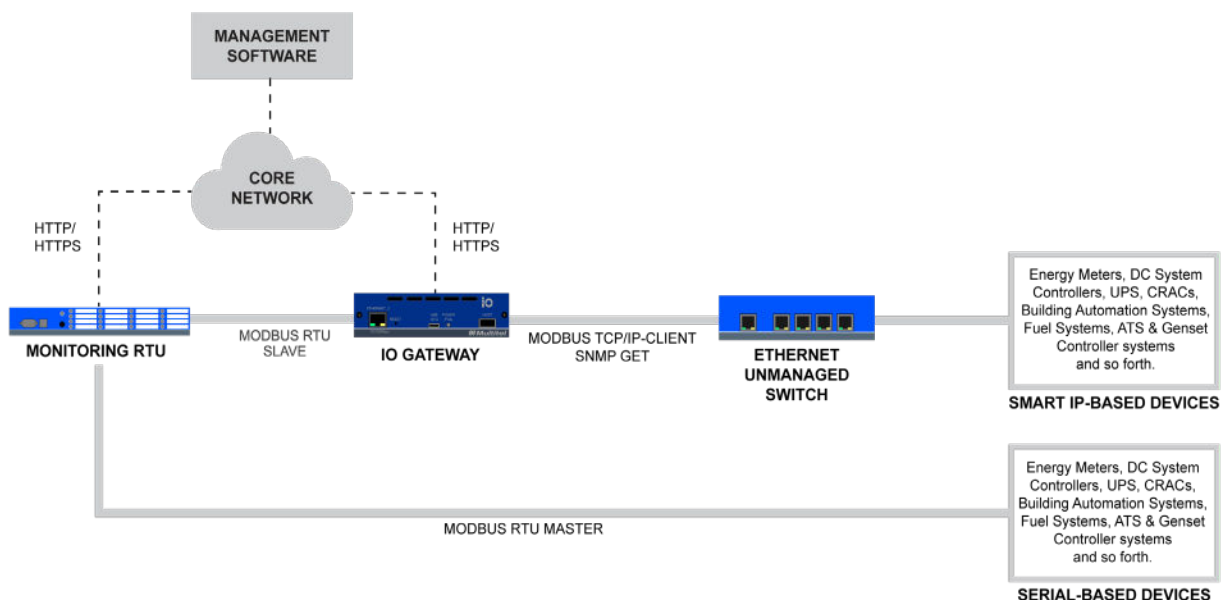 MANAGEMENT
SOFTWARE
CORE
NETWORK
HTTP/
HTTPS
HTTP/
HTTPS
MONITORING RTU
MODBUS RTU
SLAVE
io
Multitel
IO GATEWAY
MODBUS TCP/IP-CLIENT
SNMP GET
ETHERNET
UNMANAGED
SWITCH
Energy Meters, DC System
Controllers, UPS, CRACs,
Building Automation Systems,
Fuel Systems, ATS & Genset
Controller systems
and so forth.
SMART IP-BASED DEVICES
MODBUS RTU MASTER
Energy Meters, DC System
Controllers, UPS, CRACs,
Building Automation Systems,
Fuel Systems, ATS & Genset
Controller systems
and so forth.
SERIAL-BASED DEVICES